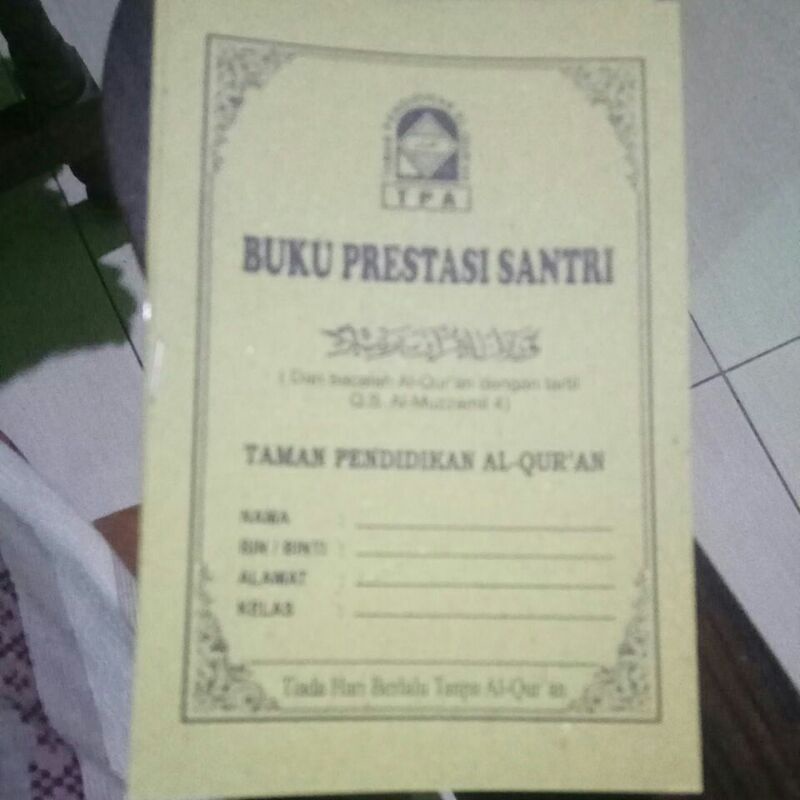 TPA
BUKU PRESTASI SANTRI
( Dan bacalah Al-Qur'an dengan tartil
Q.S. Al-Muzzamil 4)
TAMAN PENDIDIKAN AL-QUR'AN
NAMA :
BIN / BINTI :
ALAMAT :
KELAS :
Tiada Hari Berlalu Tanpa Al-Qur'an